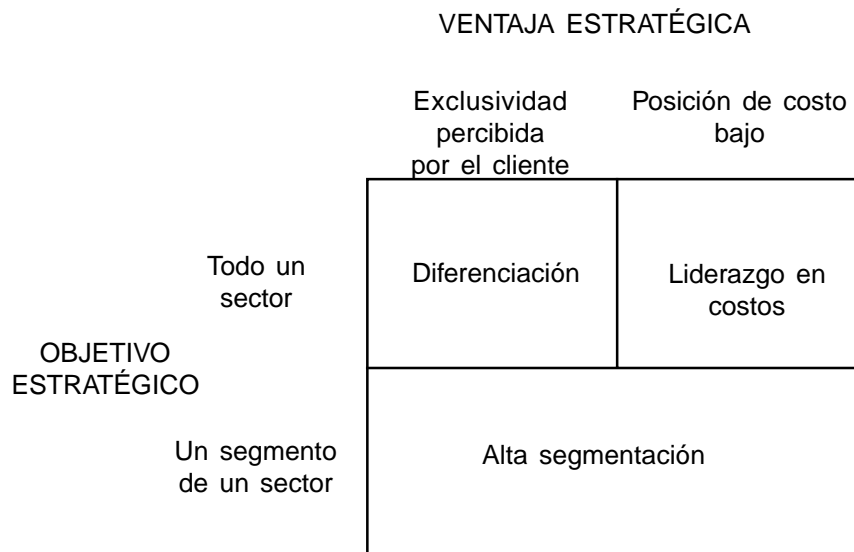 VENTAJA ESTRATÉGICA
Exclusividad
percibida
por el cliente
Posición de costo
bajo
Todo un
sector
Diferenciación
Liderazgo en
costos
OBJETIVO
ESTRATÉGICO
Un segmento
de un sector
Alta segmentación